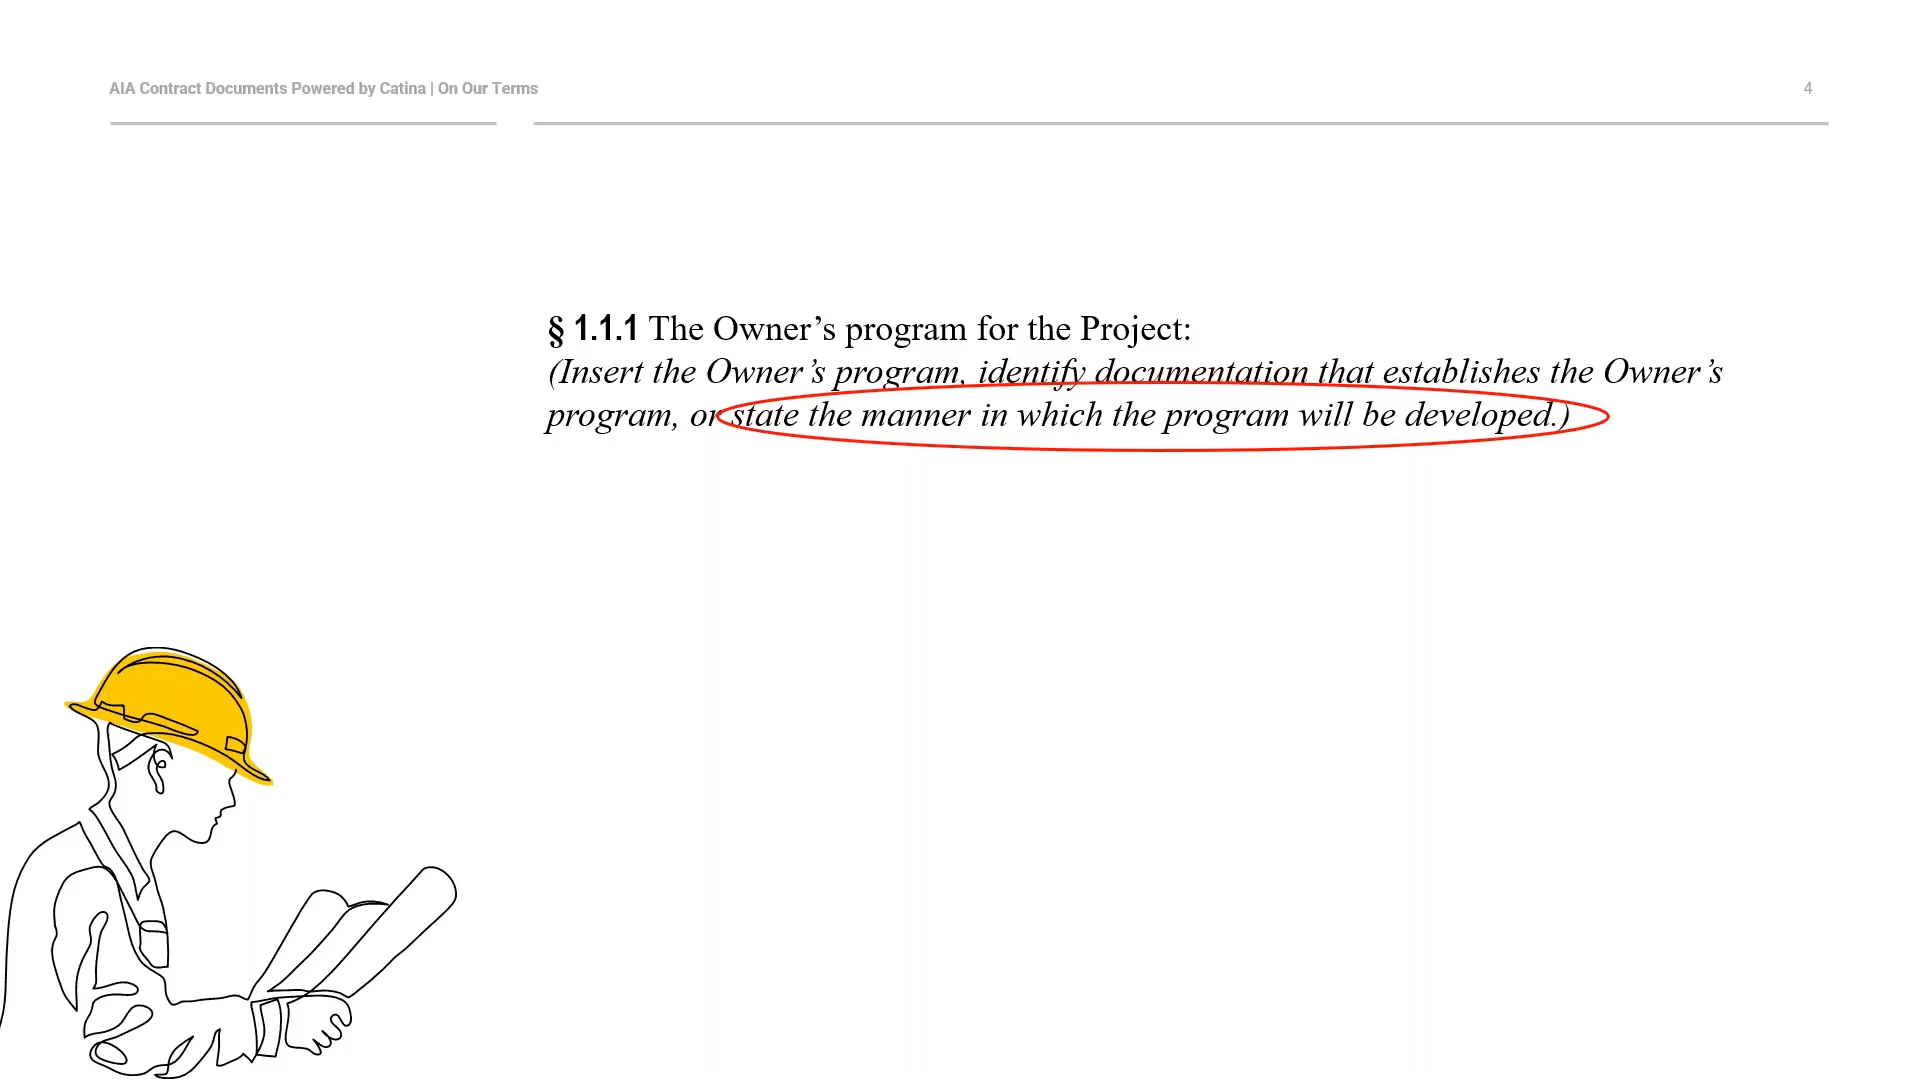 AIA Contract Documents Powered by Catina | On Our Terms
4
§ 1.1.1 The Owner’s program for the Project:
(Insert the Owner’s program, identify documentation that establishes the Owner’s
program, or state the manner in which the program will be developed.)